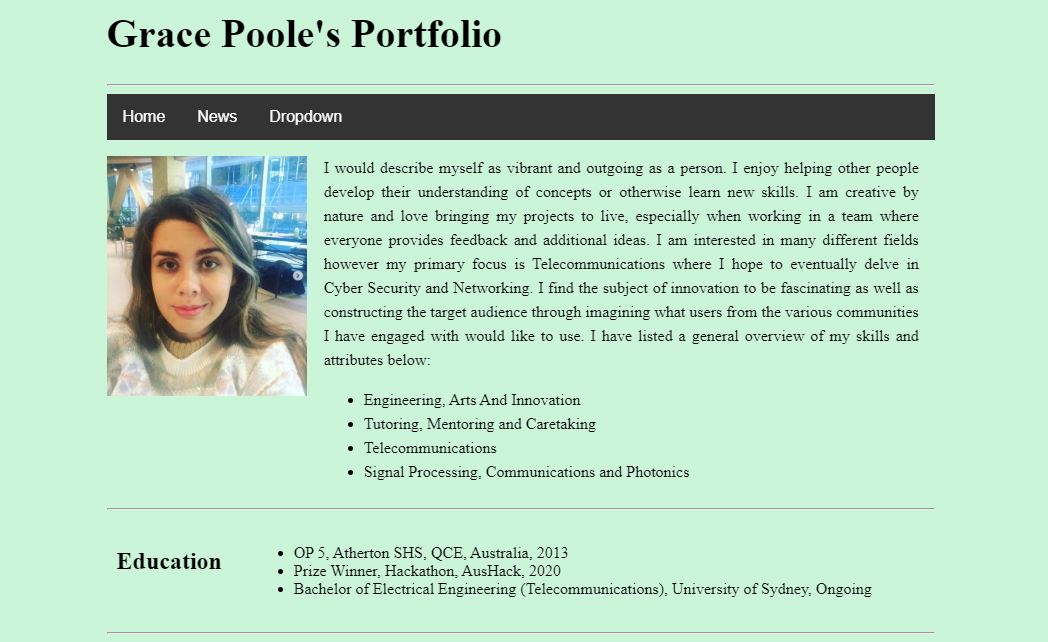 Grace Poole's Portfolio
Home News Dropdown
I would describe myself as vibrant and outgoing as a person. I enjoy helping other people
develop their understanding of concepts or otherwise learn new skills. I am creative by
nature and love bringing my projects to live, especially when working in a team where
everyone provides feedback and additional ideas. I am interested in many different fields
however my primary focus is Telecommunications where I hope to eventually delve in
Cyber Security and Networking. I find the subject of innovation to be fascinating as well as
constructing the target audience through imagining what users from the various communities
I have engaged with would like to use. I have listed a general overview of my skills and
attributes below:
• Engineering, Arts And Innovation
• Tutoring, Mentoring and Caretaking
• Telecommunications
• Signal Processing, Communications and Photonics
Education
• OP 5, Atherton SHS, QCE, Australia, 2013
• Prize Winner, Hackathon, AusHack, 2020
• Bachelor of Electrical Engineering (Telecommunications), University of Sydney, Ongoing